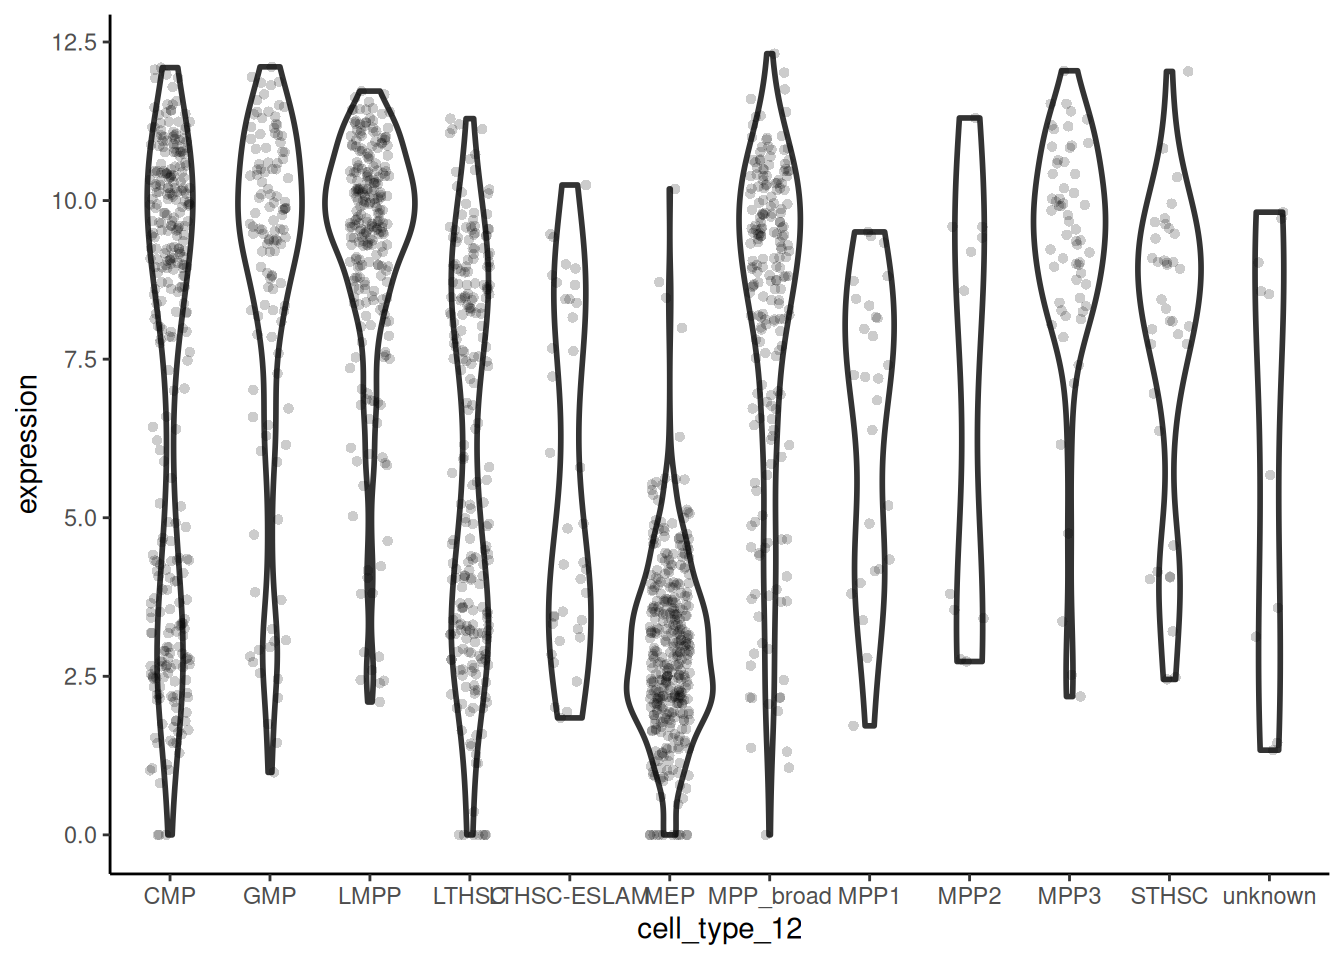 12.5
10.0
7.5
5.0
2.5
0.0
expression
CMP GMP LMPP LTHSC LTHSC-ESLAM MEP MPP_broad MPP1 MPP2 MPP3 STHSC unknown
cell_type_12